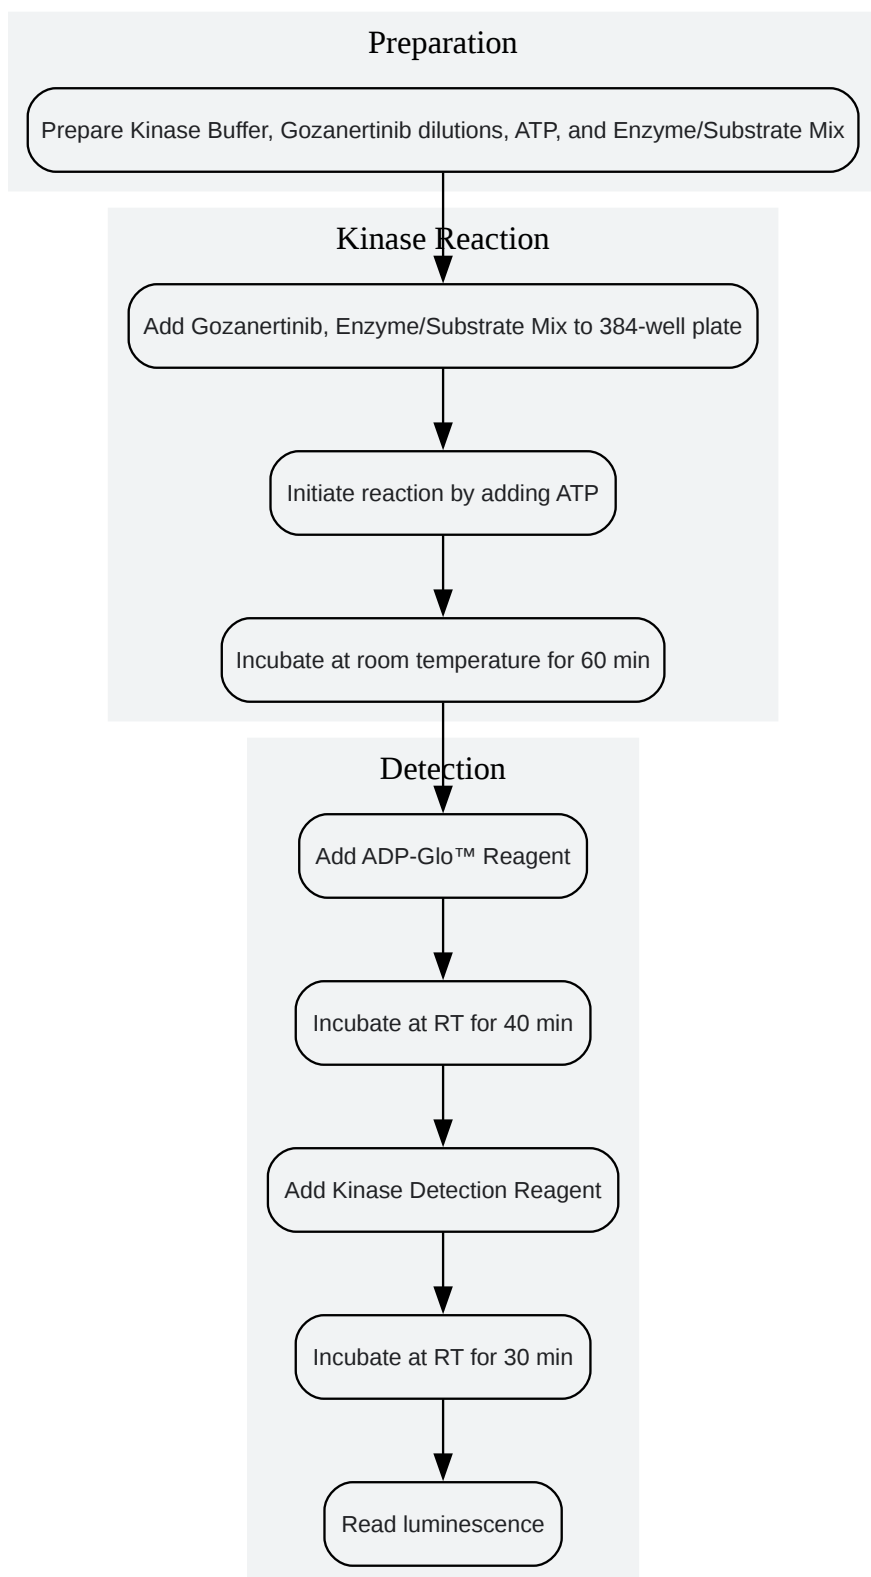 Preparation
Prepare Kinase Buffer, Gozanertinib dilutions, ATP, and Enzyme/Substrate Mix
Kinase Reaction
Add Gozanertinib, Enzyme/Substrate Mix to 384-well plate
Initiate reaction by adding ATP
Incubate at room temperature for 60 min
Detection
Add ADP-Glo™ Reagent
Incubate at RT for 40 min
Add Kinase Detection Reagent
Incubate at RT for 30 min
Read luminescence